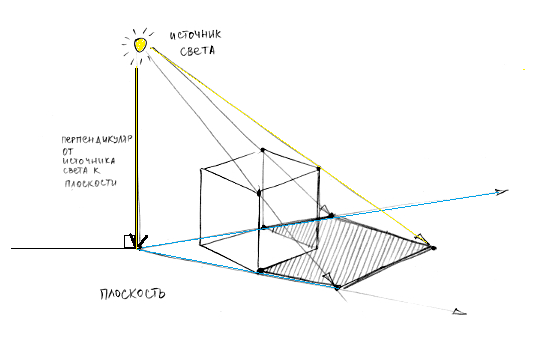 ИСТОЧНИК
СВЕТА
ПЕРПЕНДИКУЛЯР
ОТ
ИСТОЧНИКА
СВЕТА К
ПЛОСКОСТИ
ПЛОСКОСТЬ